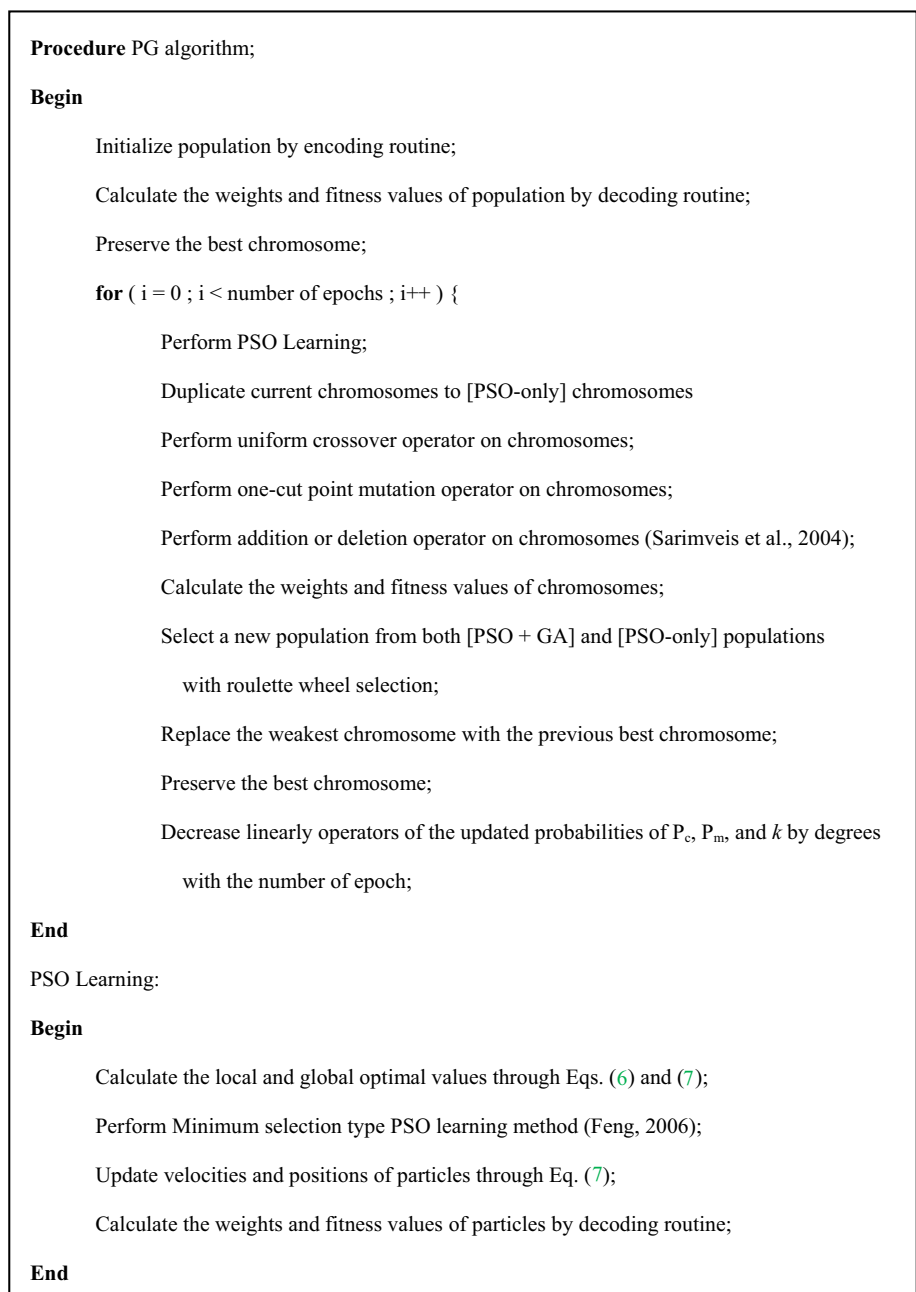 Procedure PG algorithm;
Begin
Initialize population by encoding routine;
Calculate the weights and fitness values of population by decoding routine;
Preserve the best chromosome;
for ( i = 0 ; i < number of epochs ; i++ ) {
Perform PSO Learning;
Duplicate current chromosomes to [PSO-only] chromosomes
Perform uniform crossover operator on chromosomes;
Perform one-cut point mutation operator on chromosomes;
Perform addition or deletion operator on chromosomes (Sarimveis et al., 2004);
Calculate the weights and fitness values of chromosomes;
Select a new population from both [PSO + GA] and [PSO-only] populations
with roulette wheel selection;
Replace the weakest chromosome with the previous best chromosome;
Preserve the best chromosome;
Decrease linearly operators of the updated probabilities of Pc, Pm, and k by degrees
with the number of epoch;
End
PSO Learning:
Begin
Calculate the local and global optimal values through Eqs. (6) and (7);
Perform Minimum selection type PSO learning method (Feng, 2006);
Update velocities and positions of particles through Eq. (7);
Calculate the weights and fitness values of particles by decoding routine;
End